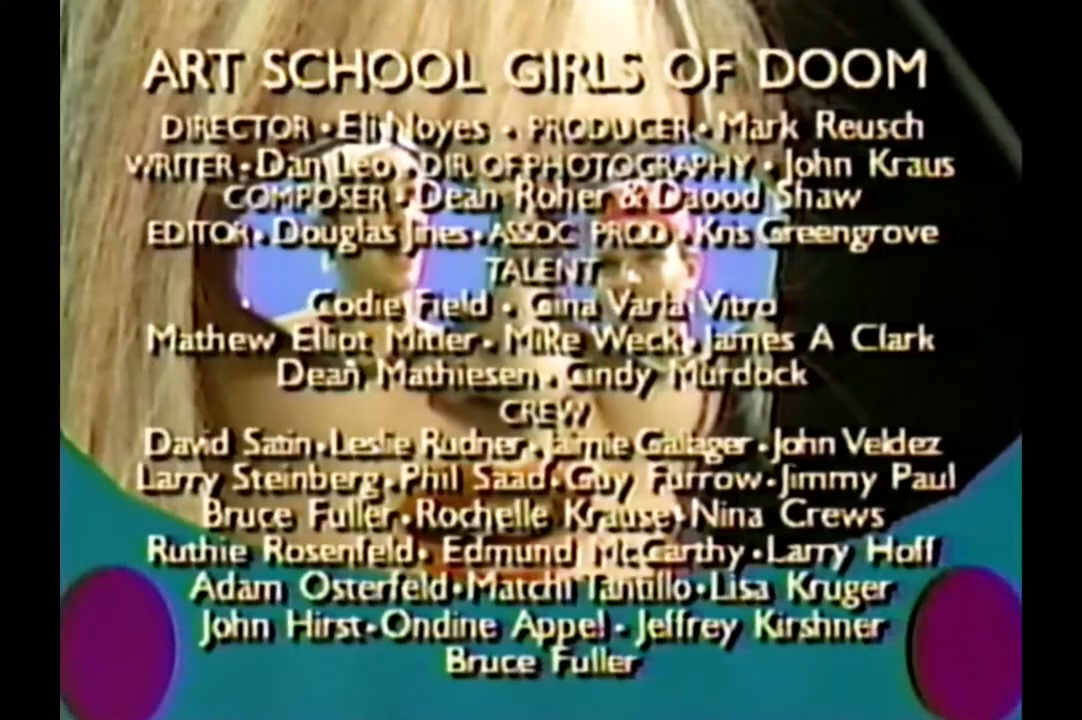 ART SCHOOL GIRLS OF DOOM
DIRECTOR • Eli Noyes • PRODUCER • Mark Reusch
WRITER • Dan Leo • DIR OF PHOTOGRAPHY • John Kraus
COMPOSER • Dean Roher & Daood Shaw
EDITOR • Douglas Jines • ASSOC PROD • Kris Greengrove
TALENT
Codie Field • Gina Varla Vitro
Mathew Elliot Mitler • Mike Weck • James A Clark
Dean Mathiesen • Cindy Murdock
CREW
David Satin • Leslie Rudner • Jaimie Galager • John Veldez
Larry Steinberg • Phil Saad • Guy Furrow • Jimmy Paul
Bruce Fuller • Rochelle Krause • Nina Crews
Ruthie Rosenfeld • Edmund McCarthy • Larry Hoff
Adam Osterfeld • Matchi Tantillo • Lisa Kruger
John Hirst • Ondine Appel • Jeffrey Kirshner
Bruce Fuller